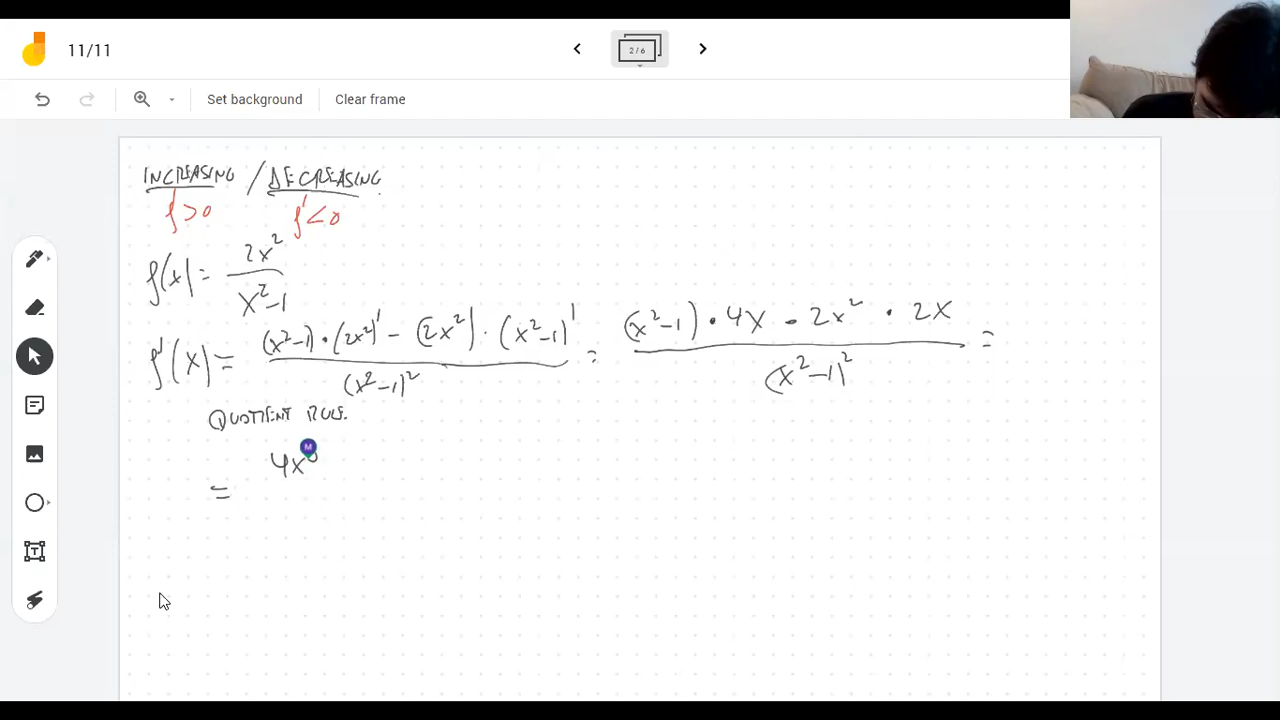 11/11
2/6
Set background
Clear frame
INCREASING / DECREASING
f'>0 f'<0
f(x) = 2x²/x²-1
f'(x) = (x²-1)·(2x²)' - (2x²)·(x²-1)' / (x²-1)² = (x²-1)·4x - 2x²·2x / (x²-1)² =
QUOTIENT RULE.
= 4x
M